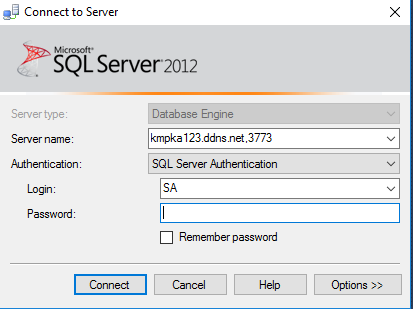 Connect to Server
Microsoft®
SQL Server® 2012
Server type: Database Engine
Server name: kmpka123.ddns.net,3773
Authentication: SQL Server Authentication
Login: SA
Password:
Remember password
Connect Cancel Help Options >>